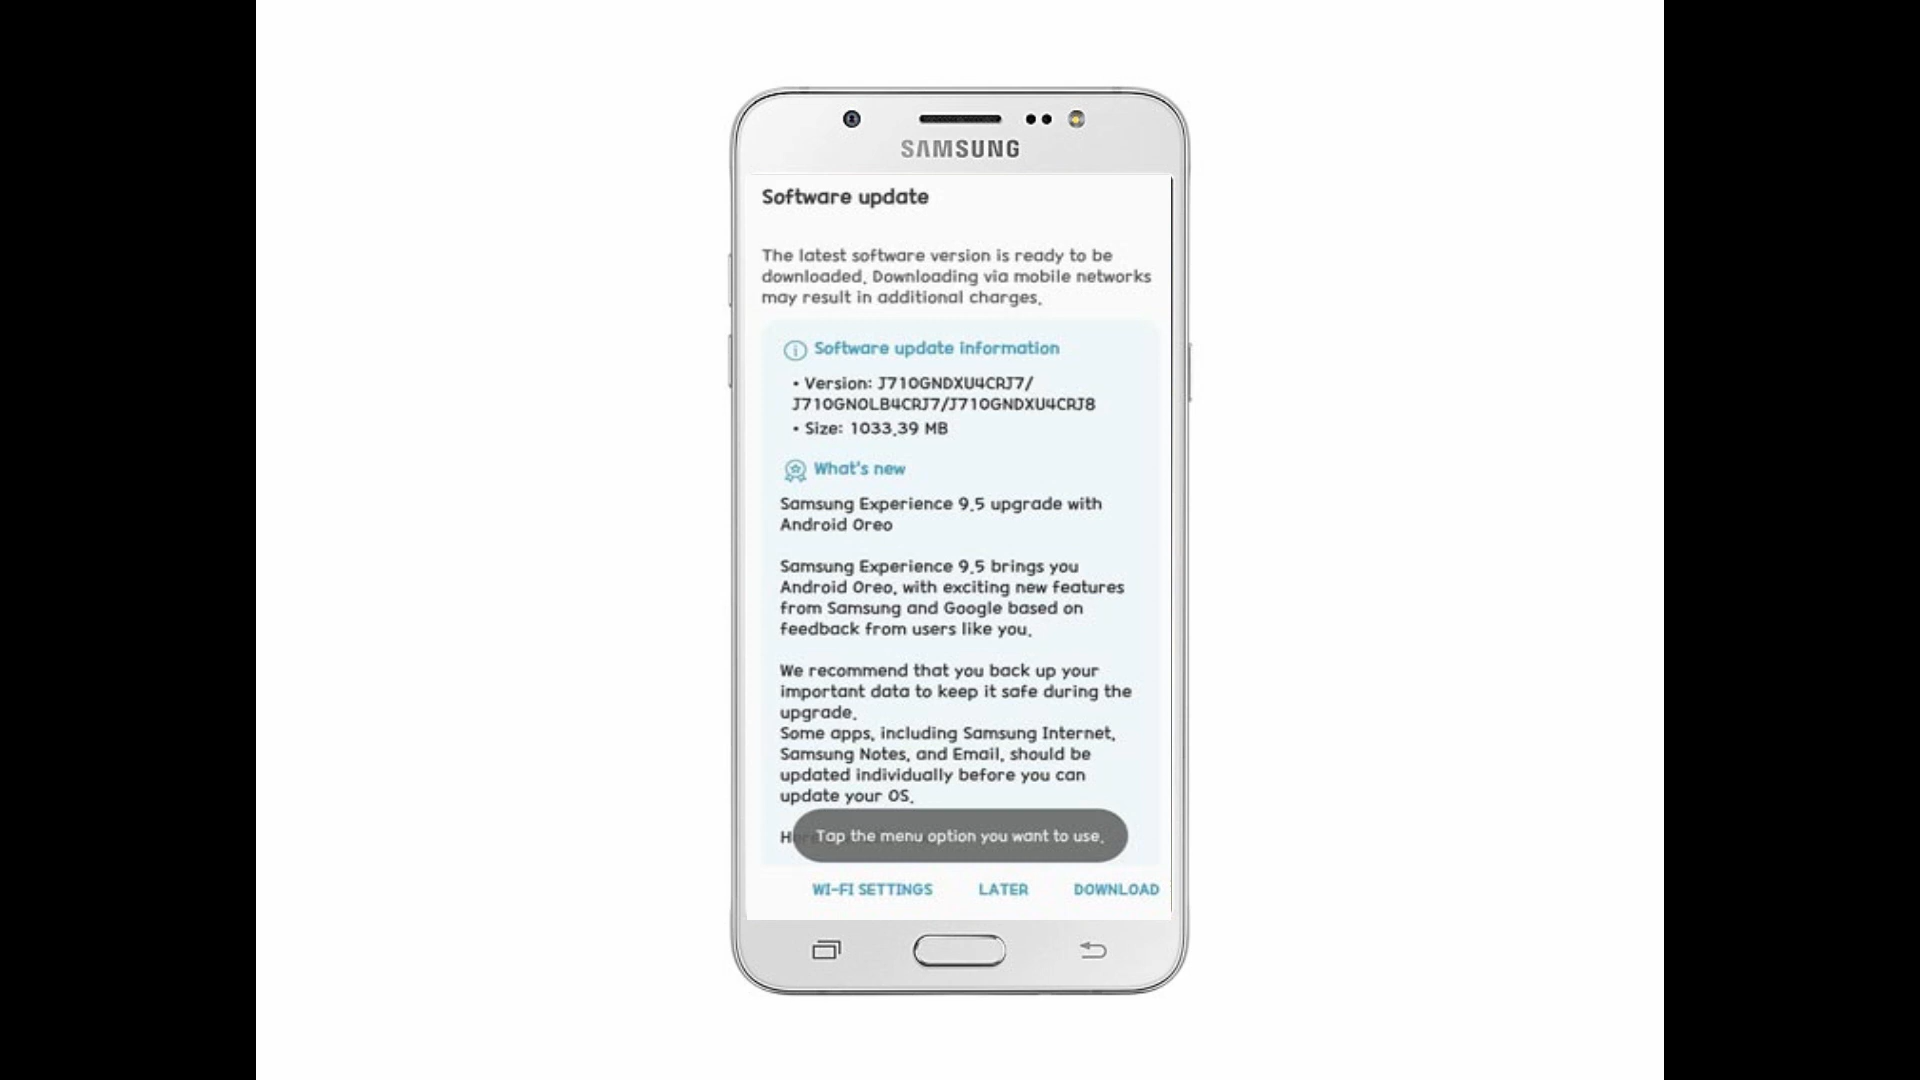 SAMSUNG
Software update
The latest software version is ready to be
downloaded. Downloading via mobile networks
may result in additional charges.
Software update information
• Version: J710GNDXU4CRJ7/
J710GNOLB4CRJ7/J710GNDXU4CRJ8
• Size: 1033.39 MB
What's new
Samsung Experience 9.5 upgrade with
Android Oreo
Samsung Experience 9.5 brings you
Android Oreo, with exciting new features
from Samsung and Google based on
feedback from users like you.
We recommend that you back up your
important data to keep it safe during the
upgrade.
Some apps, including Samsung Internet,
Samsung Notes, and Email, should be
updated individually before you can
update your OS.
Tap the menu option you want to use.
WI-FI SETTINGS LATER DOWNLOAD